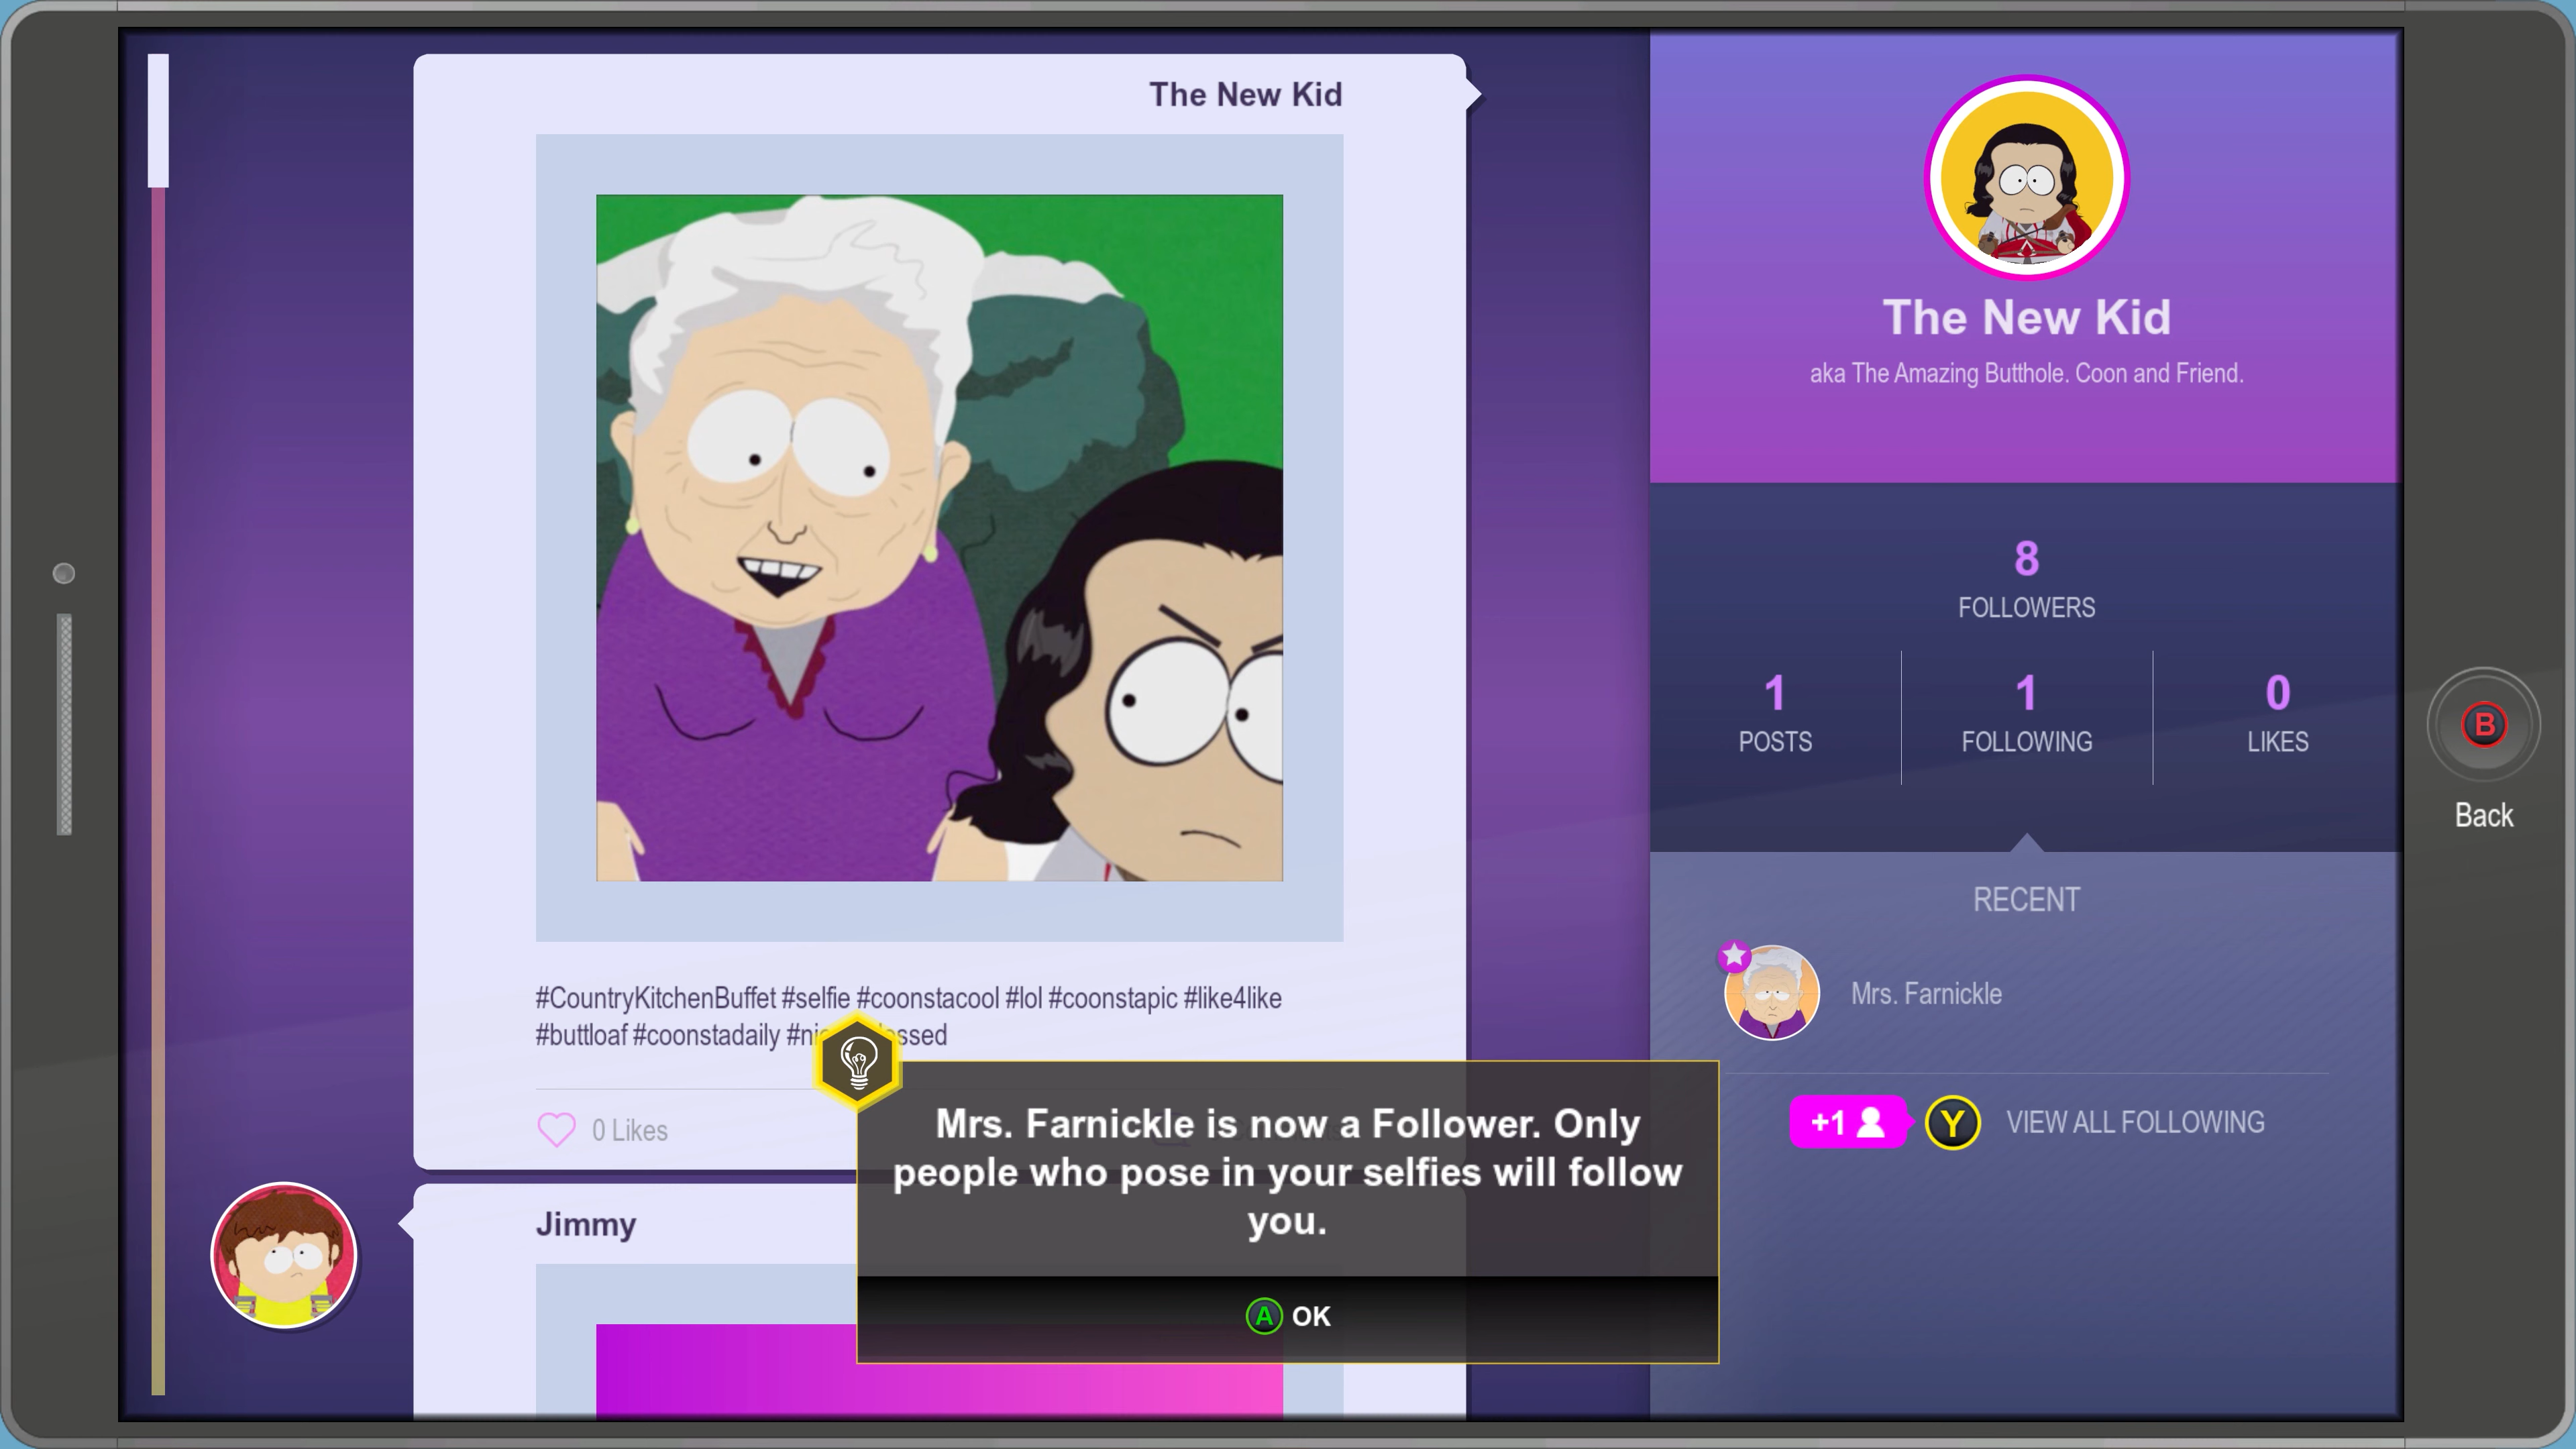 The New Kid
#CountryKitchenBuffet #selfie #coonstacool #lol #coonstapic #like4like
#buttloaf #coonstadaily
0 Likes
Jimmy
Mrs. Farnickle is now a Follower. Only
people who pose in your selfies will follow
you.
A OK
The New Kid
aka The Amazing Butthole. Coon and Friend.
8
FOLLOWERS
1
POSTS
1
FOLLOWING
0
LIKES
RECENT
Mrs. Farnickle
+1
Y VIEW ALL FOLLOWING
B
Back